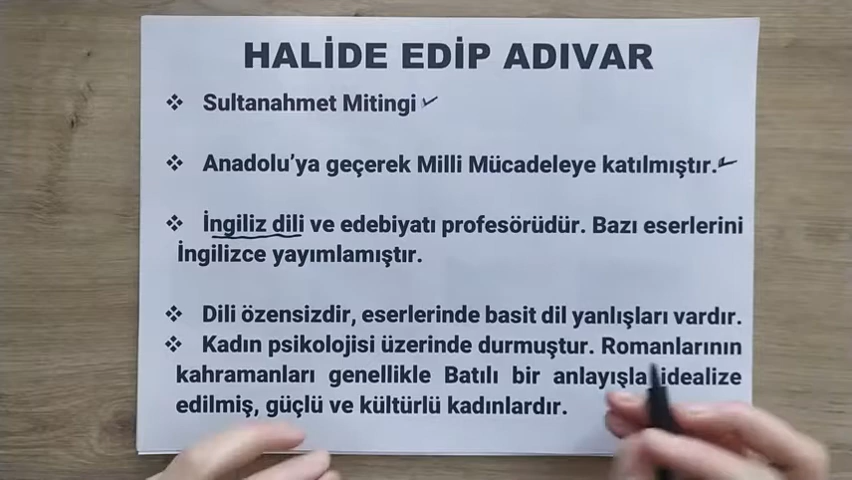 HALİDE EDİP ADIVAR
❖ Sultanahmet Mitingi
❖ Anadolu'ya geçerek Milli Mücadeleye katılmıştır.
❖ İngiliz dili ve edebiyatı profesörüdür. Bazı eserlerini
İngilizce yayımlamıştır.
❖ Dili özensizdir, eserlerinde basit dil yanlışları vardır.
❖ Kadın psikolojisi üzerinde durmuştur. Romanlarının
kahramanları genellikle Batılı bir anlayışla idealize
edilmiş, güçlü ve kültürlü kadınlardır.